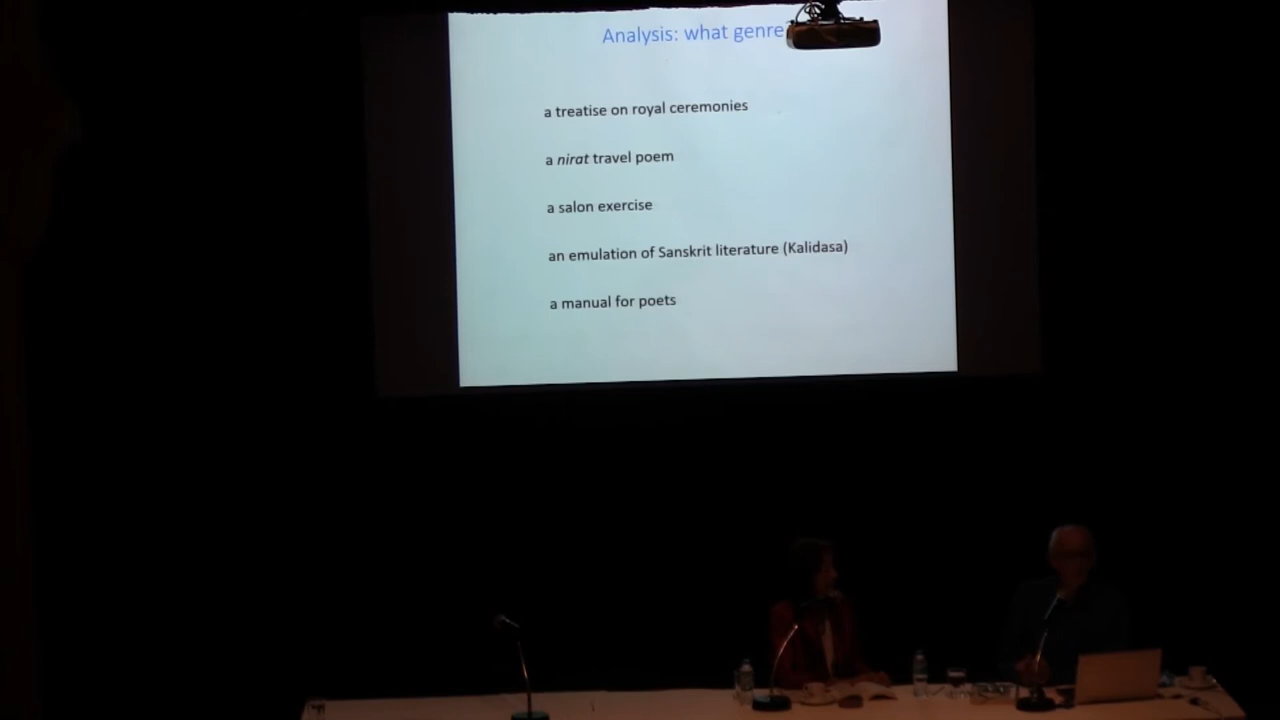 Analysis: what genre
a treatise on royal ceremonies
a nirat travel poem
a salon exercise
an emulation of Sanskrit literature (Kalidasa)
a manual for poets